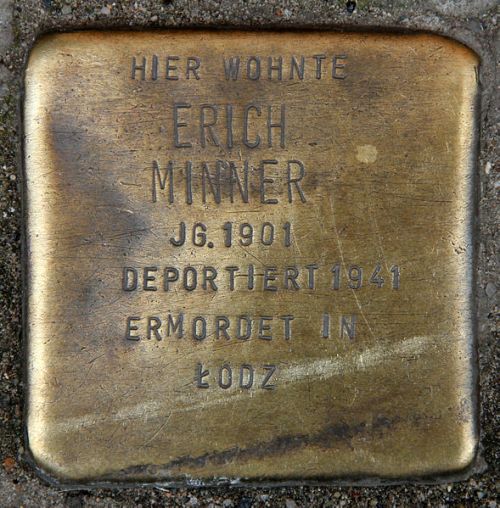 HIER WOHNTE
ERICH
MINNER
JG. 1901
DEPORTIERT 1941
ERMORDET IN
ŁODZ